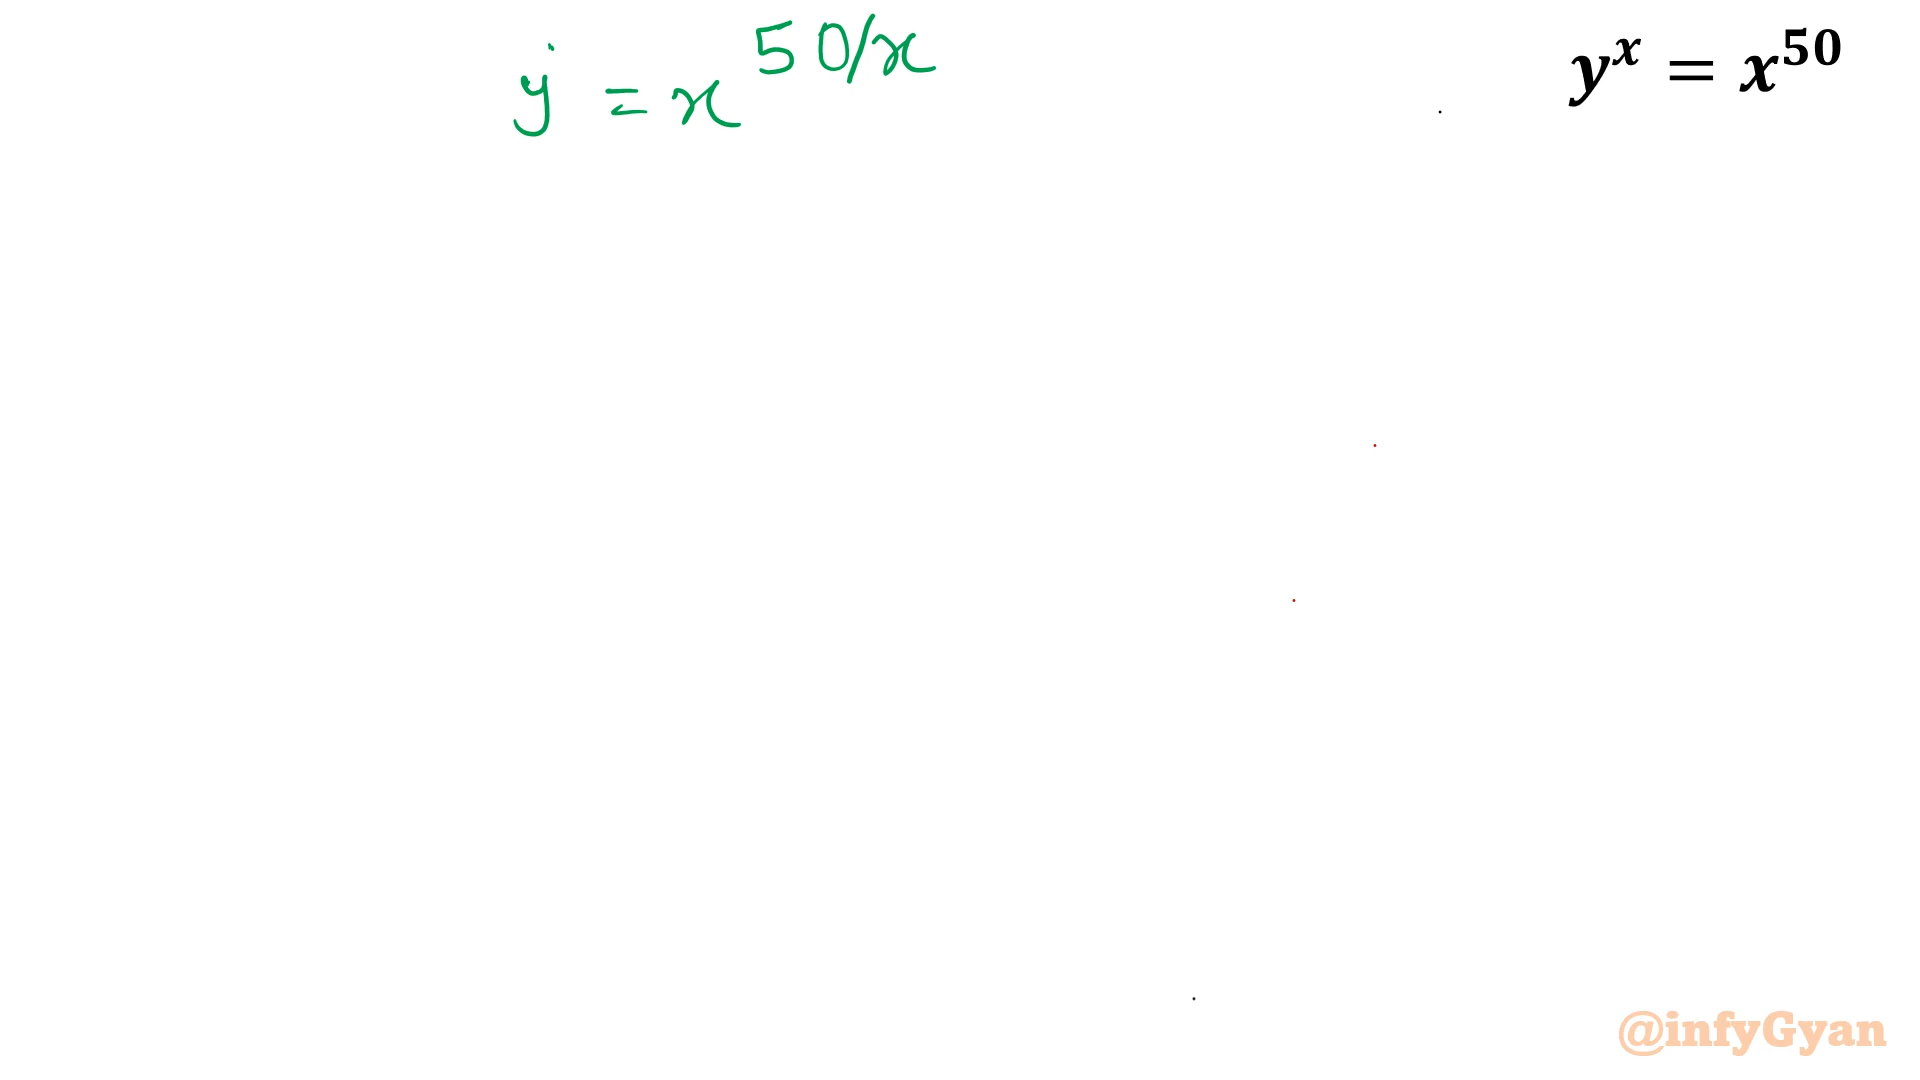 y = x^50/x
y^x = x^50
@infyGyan